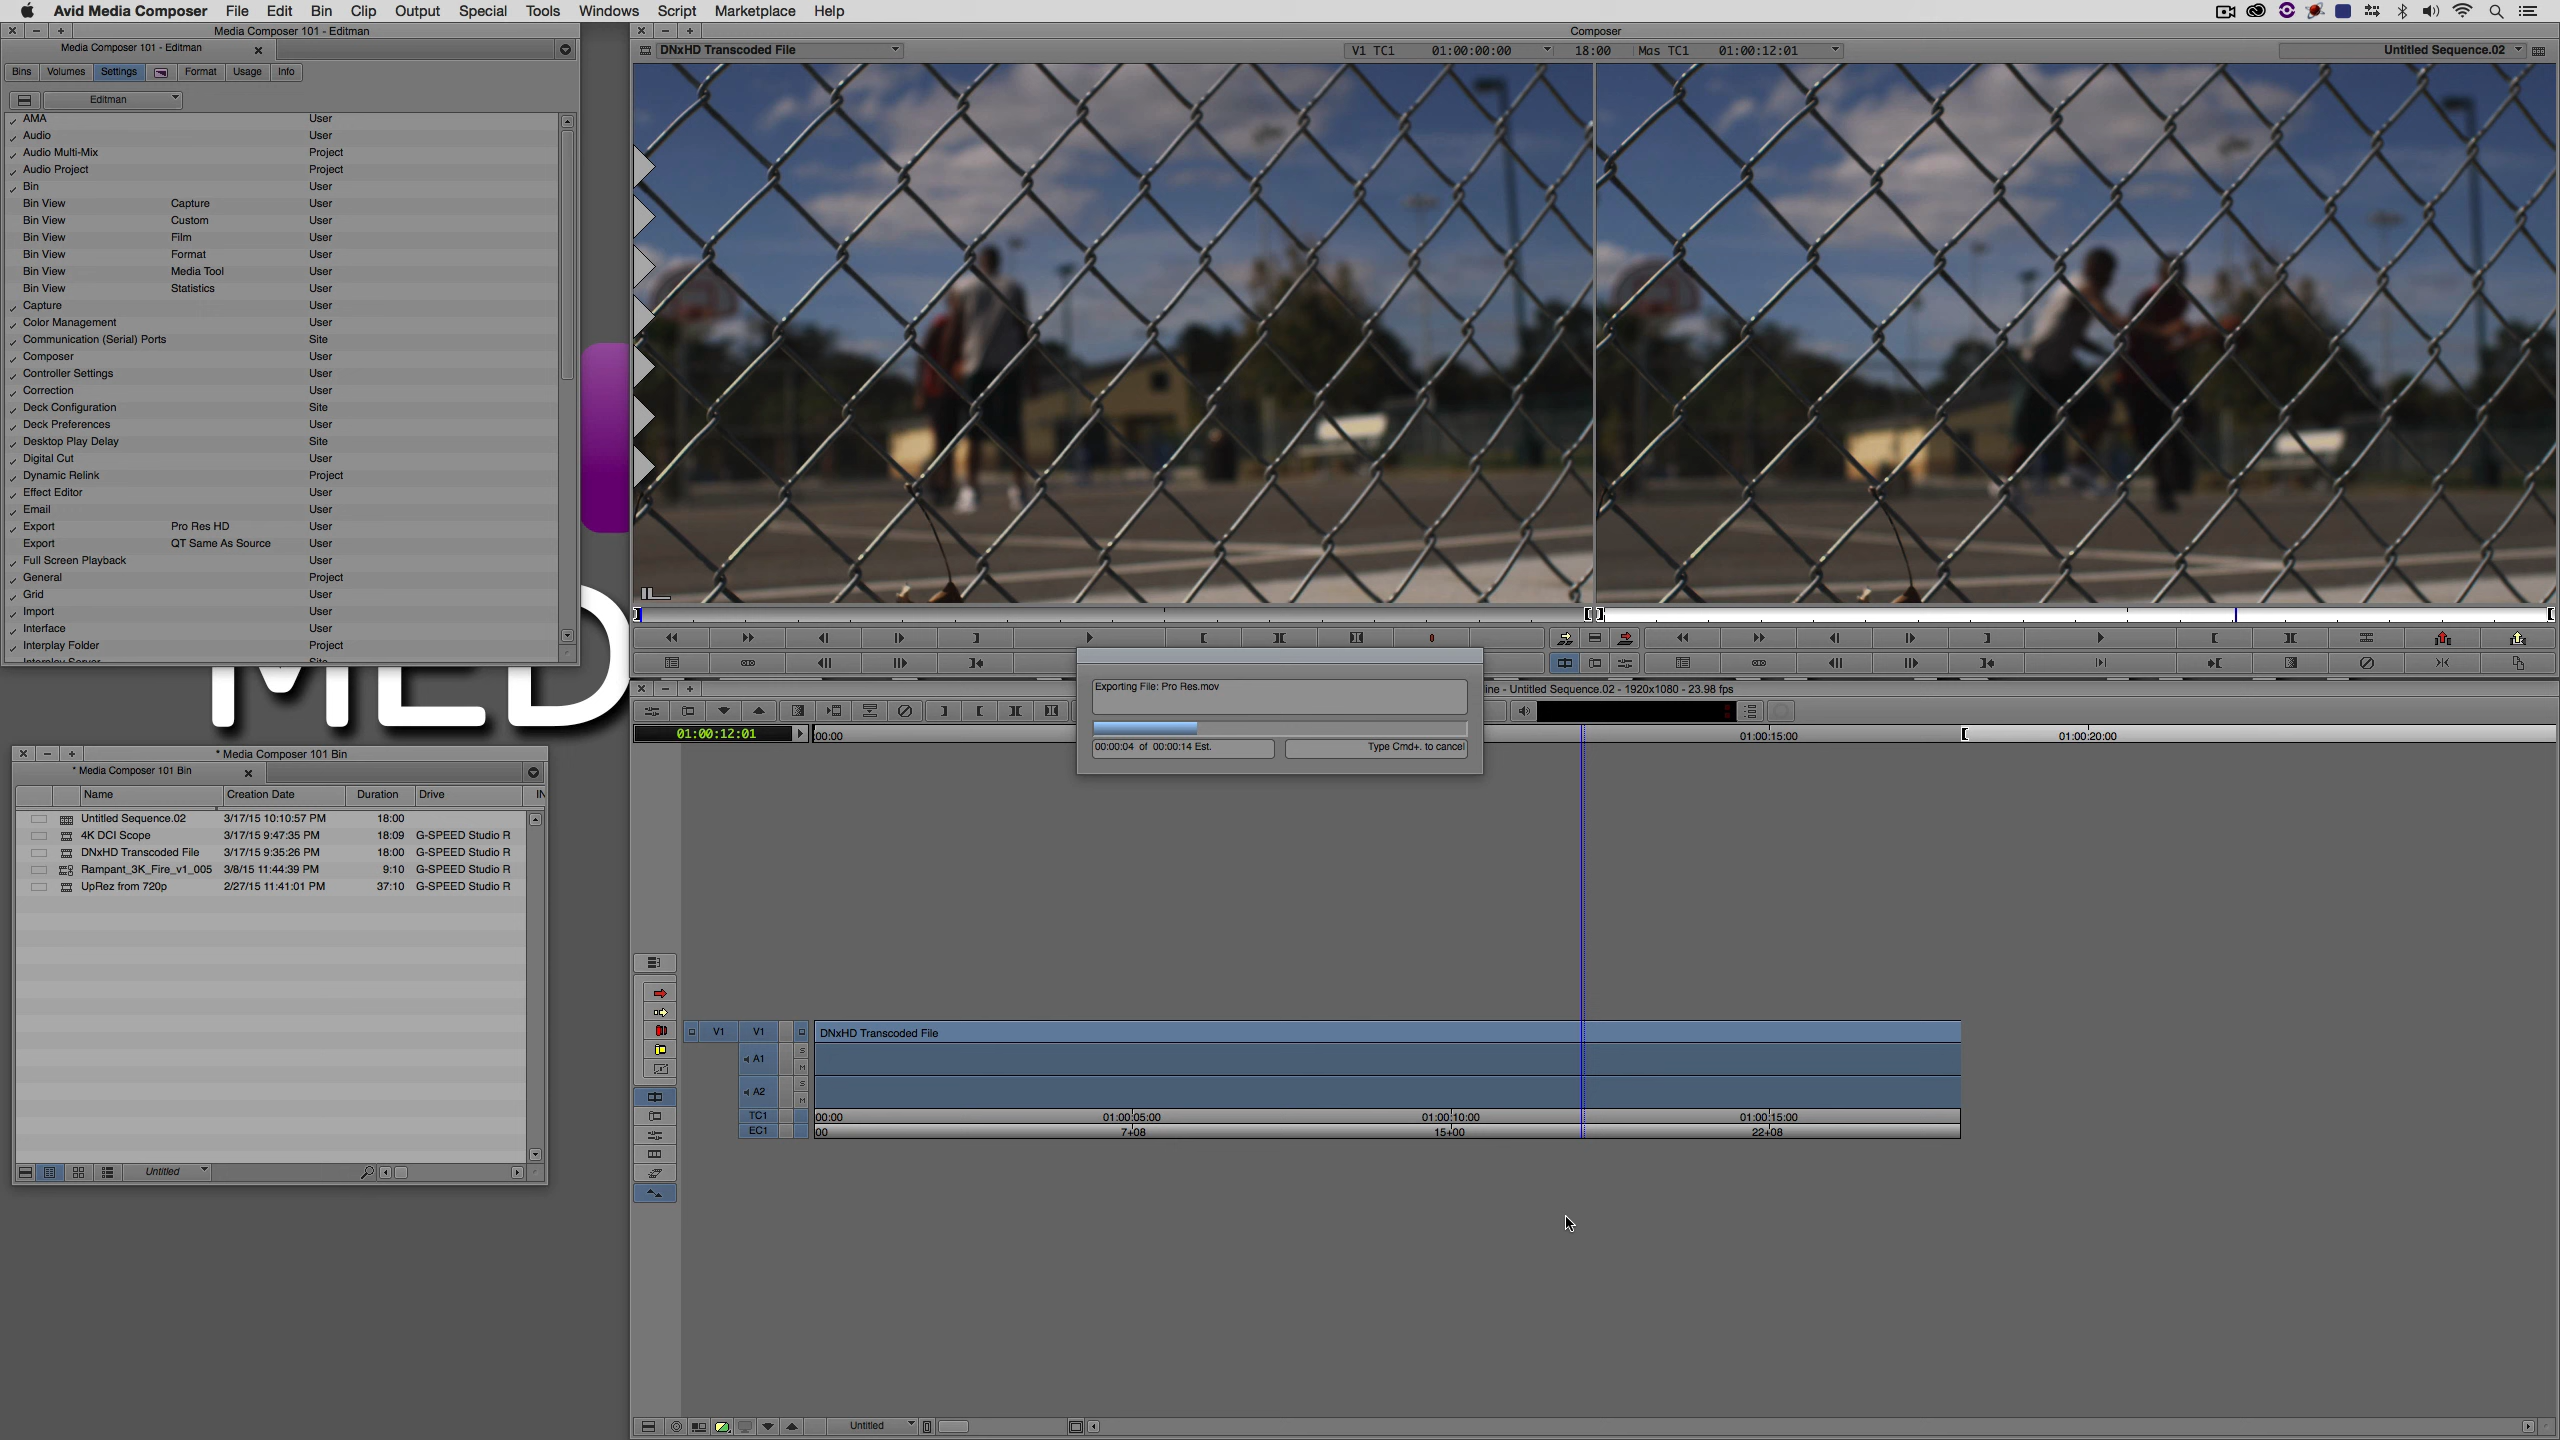 Avid Media Composer File Edit Bin Clip Output Special Tools Windows Script Marketplace Help
Media Composer 101 - Editman
Media Composer 101 - Editman
Bins Volumes Settings Format Usage Info
Editman
AMA User
Audio User
Audio Multi-Mix Project
Audio Project Project
Bin User
Bin View Capture User
Bin View Custom User
Bin View Film User
Bin View Format User
Bin View Media Tool User
Bin View Statistics User
Capture User
Color Management User
Communication (Serial) Ports Site
Composer User
Controller Settings User
Correction User
Deck Configuration Site
Deck Preferences User
Desktop Play Delay Site
Digital Cut User
Dynamic Relink Project
Effect Editor User
Email User
Export Pro Res HD User
Export QT Same As Source User
Full Screen Playback User
General Project
Grid User
Import User
Interface User
Interplay Folder Project
Interplay Server Site
MED
* Media Composer 101 Bin
* Media Composer 101 Bin
Name Creation Date Duration Drive IN
Untitled Sequence.02 3/17/15 10:10:57 PM 18:00
4K DCI Scope 3/17/15 9:47:35 PM 18:09 G-SPEED Studio R
DNxHD Transcoded File 3/17/15 9:35:26 PM 18:00 G-SPEED Studio R
Rampant_3K_Fire_v1_005 3/8/15 11:44:39 PM 9:10 G-SPEED Studio R
UpRez from 720p 2/27/15 11:41:01 PM 37:10 G-SPEED Studio R
Untitled
Composer
DNxHD Transcoded File V1 TC1 01:00:00:00 18:00 Mas TC1 01:00:12:01 Untitled Sequence.02
Exporting File: Pro Res.mov
00:00:04 of 00:00:14 Est. Type Cmd+. to cancel
ine - Untitled Sequence.02 - 1920x1080 - 23.98 fps
01:00:12:01 :00:00 01:00:15:00 01:00:20:00
V1 V1 DNxHD Transcoded File
A1 S M
A2 S M
TC1 00:00 01:00:05:00 01:00:10:00 01:00:15:00
EC1 00 7+08 15+00 22+08
Untitled